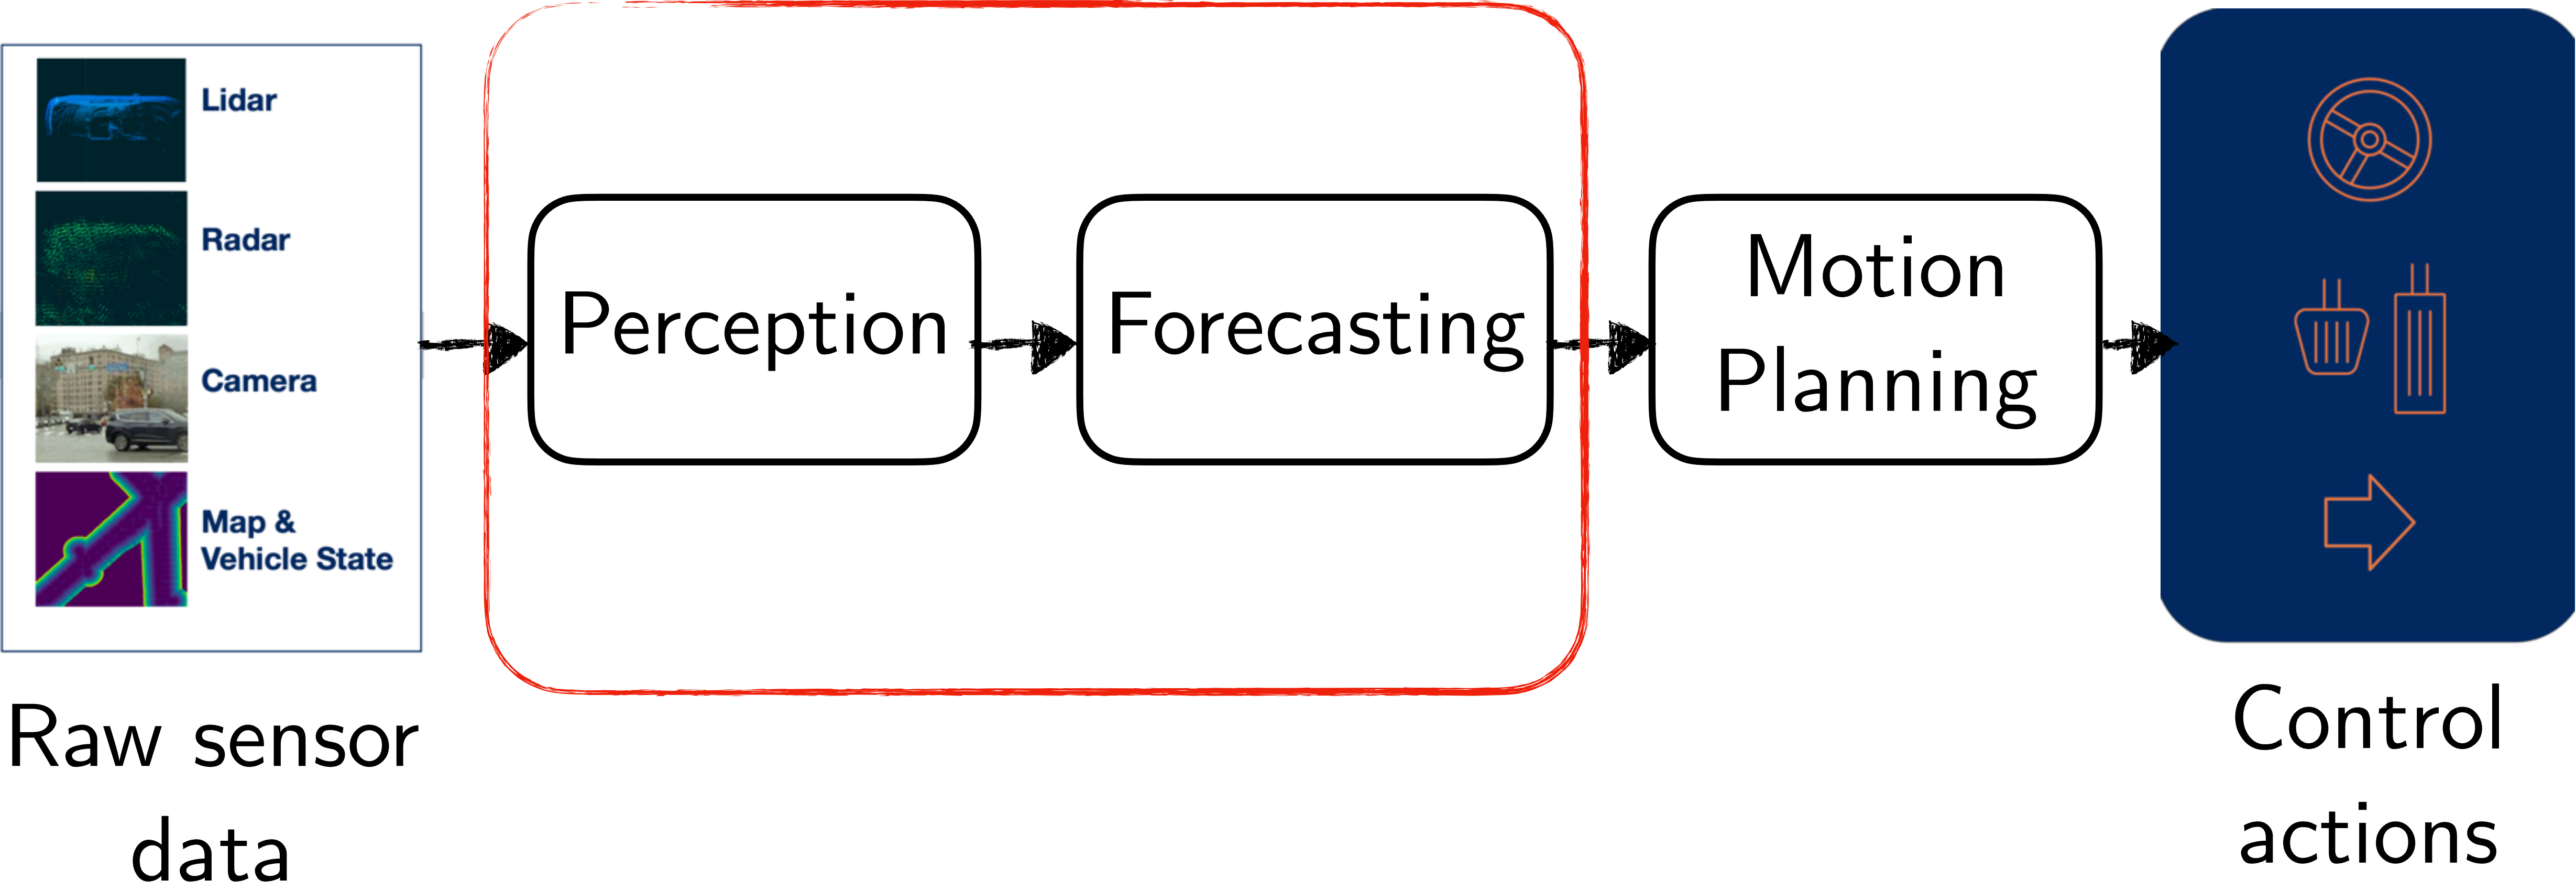 Lidar
Radar
Camera
Map &
Vehicle State
Raw sensor
data
Perception
Forecasting
Motion
Planning
Control
actions